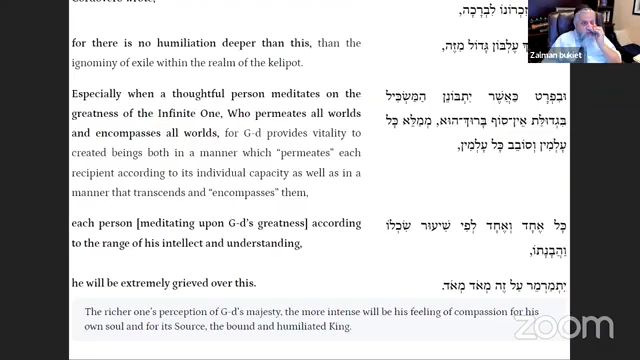 Cordovero wrote,
זִכְרוֹנוֹ לִבְרָכָה,
for there is no humiliation deeper than this, than the
ignominy of exile within the realm of the kelipot.
עֶלְבּוֹן גָּדוֹל מִזֶּה,
Especially when a thoughtful person meditates on the
greatness of the Infinite One, Who permeates all worlds
and encompasses all worlds, for G-d provides vitality to
created beings both in a manner which “permeates” each
recipient according to its individual capacity as well as in a
manner that transcends and “encompasses” them,
וּבִפְרָט כַּאֲשֶׁר יִתְבּוֹנֵן הַמַּשְׂכִּיל
בִּגְדוּלַּת אֵין־סוֹף בָּרוּךְ־הוּא, מְמַלֵּא כָּל
עָלְמִין וְסוֹבֵב כָּל עָלְמִין,
each person [meditating upon G-d’s greatness] according
to the range of his intellect and understanding,
כָּל אֶחָד וְאֶחָד לְפִי שִׁיעוּר שִׂכְלוֹ
וַהֲבָנָתוֹ,
he will be extremely grieved over this.
יִתְמַרְמֵר עַל זֶה מְאֹד מְאֹד.
The richer one’s perception of G-d’s majesty, the more intense will be his feeling of compassion for his
own soul and for its Source, the bound and humiliated King.
Zalman bukiet
zoom